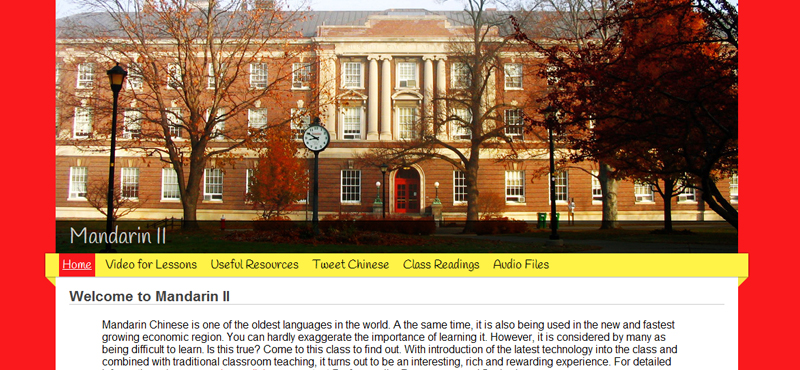 Mandarin II
Home Video for Lessons Useful Resources Tweet Chinese Class Readings Audio Files
Welcome to Mandarin II
Mandarin Chinese is one of the oldest languages in the world. A the same time, it is also being used in the new and fastest
growing economic region. You can hardly exaggerate the importance of learning it. However, it is considered by many as
being difficult to learn. Is this true? Come to this class to find out. With introduction of the latest technology into the class and
combined with traditional classroom teaching, it turns out to be an interesting, rich and rewarding experience. For detailed